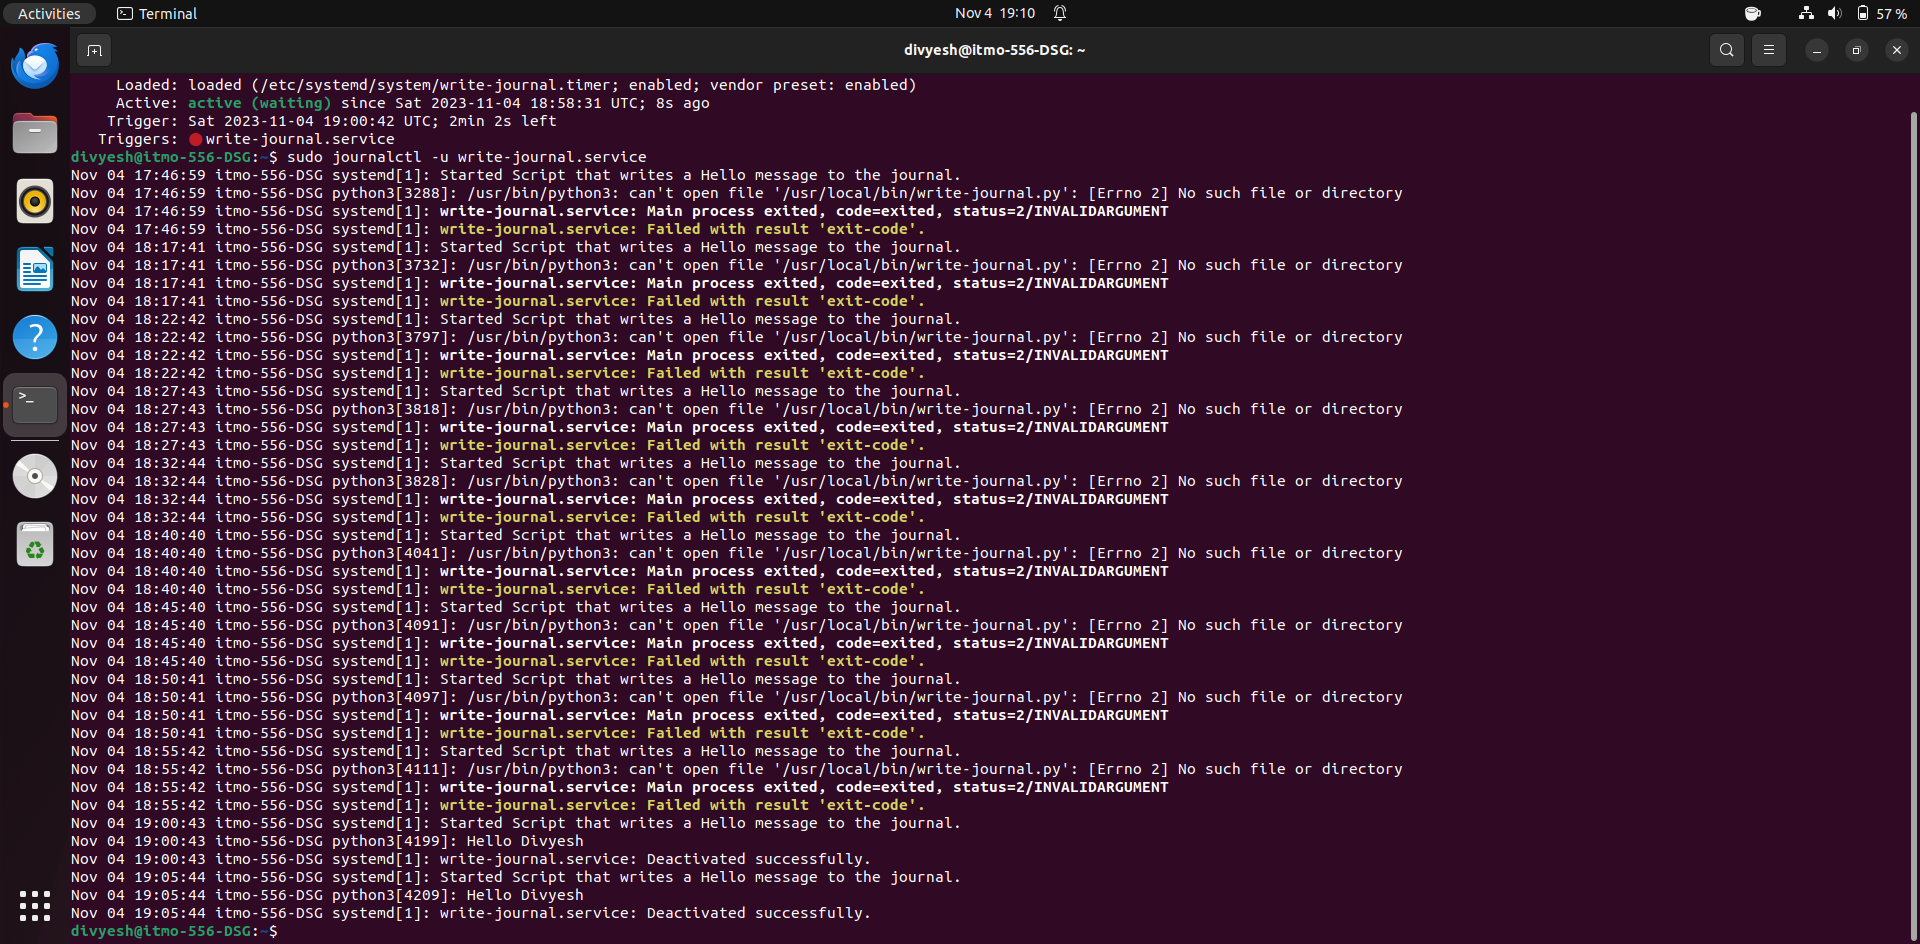 Activities Terminal Nov 4 19:10 57 %
divyesh@itmo-556-DSG: ~
Loaded: loaded (/etc/systemd/system/write-journal.timer; enabled; vendor preset: enabled)
Active: active (waiting) since Sat 2023-11-04 18:58:31 UTC; 8s ago
Trigger: Sat 2023-11-04 19:00:42 UTC; 2min 2s left
Triggers: ● write-journal.service
divyesh@itmo-556-DSG:~$ sudo journalctl -u write-journal.service
Nov 04 17:46:59 itmo-556-DSG systemd[1]: Started Script that writes a Hello message to the journal.
Nov 04 17:46:59 itmo-556-DSG python3[3288]: /usr/bin/python3: can't open file '/usr/local/bin/write-journal.py': [Errno 2] No such file or directory
Nov 04 17:46:59 itmo-556-DSG systemd[1]: write-journal.service: Main process exited, code=exited, status=2/INVALIDARGUMENT
Nov 04 17:46:59 itmo-556-DSG systemd[1]: write-journal.service: Failed with result 'exit-code'.
Nov 04 18:17:41 itmo-556-DSG systemd[1]: Started Script that writes a Hello message to the journal.
Nov 04 18:17:41 itmo-556-DSG python3[3732]: /usr/bin/python3: can't open file '/usr/local/bin/write-journal.py': [Errno 2] No such file or directory
Nov 04 18:17:41 itmo-556-DSG systemd[1]: write-journal.service: Main process exited, code=exited, status=2/INVALIDARGUMENT
Nov 04 18:17:41 itmo-556-DSG systemd[1]: write-journal.service: Failed with result 'exit-code'.
Nov 04 18:22:42 itmo-556-DSG systemd[1]: Started Script that writes a Hello message to the journal.
Nov 04 18:22:42 itmo-556-DSG python3[3797]: /usr/bin/python3: can't open file '/usr/local/bin/write-journal.py': [Errno 2] No such file or directory
Nov 04 18:22:42 itmo-556-DSG systemd[1]: write-journal.service: Main process exited, code=exited, status=2/INVALIDARGUMENT
Nov 04 18:22:42 itmo-556-DSG systemd[1]: write-journal.service: Failed with result 'exit-code'.
Nov 04 18:27:43 itmo-556-DSG systemd[1]: Started Script that writes a Hello message to the journal.
Nov 04 18:27:43 itmo-556-DSG python3[3818]: /usr/bin/python3: can't open file '/usr/local/bin/write-journal.py': [Errno 2] No such file or directory
Nov 04 18:27:43 itmo-556-DSG systemd[1]: write-journal.service: Main process exited, code=exited, status=2/INVALIDARGUMENT
Nov 04 18:27:43 itmo-556-DSG systemd[1]: write-journal.service: Failed with result 'exit-code'.
Nov 04 18:32:44 itmo-556-DSG systemd[1]: Started Script that writes a Hello message to the journal.
Nov 04 18:32:44 itmo-556-DSG python3[3828]: /usr/bin/python3: can't open file '/usr/local/bin/write-journal.py': [Errno 2] No such file or directory
Nov 04 18:32:44 itmo-556-DSG systemd[1]: write-journal.service: Main process exited, code=exited, status=2/INVALIDARGUMENT
Nov 04 18:32:44 itmo-556-DSG systemd[1]: write-journal.service: Failed with result 'exit-code'.
Nov 04 18:40:40 itmo-556-DSG systemd[1]: Started Script that writes a Hello message to the journal.
Nov 04 18:40:40 itmo-556-DSG python3[4041]: /usr/bin/python3: can't open file '/usr/local/bin/write-journal.py': [Errno 2] No such file or directory
Nov 04 18:40:40 itmo-556-DSG systemd[1]: write-journal.service: Main process exited, code=exited, status=2/INVALIDARGUMENT
Nov 04 18:40:40 itmo-556-DSG systemd[1]: write-journal.service: Failed with result 'exit-code'.
Nov 04 18:45:40 itmo-556-DSG systemd[1]: Started Script that writes a Hello message to the journal.
Nov 04 18:45:40 itmo-556-DSG python3[4091]: /usr/bin/python3: can't open file '/usr/local/bin/write-journal.py': [Errno 2] No such file or directory
Nov 04 18:45:40 itmo-556-DSG systemd[1]: write-journal.service: Main process exited, code=exited, status=2/INVALIDARGUMENT
Nov 04 18:45:40 itmo-556-DSG systemd[1]: write-journal.service: Failed with result 'exit-code'.
Nov 04 18:50:41 itmo-556-DSG systemd[1]: Started Script that writes a Hello message to the journal.
Nov 04 18:50:41 itmo-556-DSG python3[4097]: /usr/bin/python3: can't open file '/usr/local/bin/write-journal.py': [Errno 2] No such file or directory
Nov 04 18:50:41 itmo-556-DSG systemd[1]: write-journal.service: Main process exited, code=exited, status=2/INVALIDARGUMENT
Nov 04 18:50:41 itmo-556-DSG systemd[1]: write-journal.service: Failed with result 'exit-code'.
Nov 04 18:55:42 itmo-556-DSG systemd[1]: Started Script that writes a Hello message to the journal.
Nov 04 18:55:42 itmo-556-DSG python3[4111]: /usr/bin/python3: can't open file '/usr/local/bin/write-journal.py': [Errno 2] No such file or directory
Nov 04 18:55:42 itmo-556-DSG systemd[1]: write-journal.service: Main process exited, code=exited, status=2/INVALIDARGUMENT
Nov 04 18:55:42 itmo-556-DSG systemd[1]: write-journal.service: Failed with result 'exit-code'.
Nov 04 19:00:43 itmo-556-DSG systemd[1]: Started Script that writes a Hello message to the journal.
Nov 04 19:00:43 itmo-556-DSG python3[4199]: Hello Divyesh
Nov 04 19:00:43 itmo-556-DSG systemd[1]: write-journal.service: Deactivated successfully.
Nov 04 19:05:44 itmo-556-DSG systemd[1]: Started Script that writes a Hello message to the journal.
Nov 04 19:05:44 itmo-556-DSG python3[4209]: Hello Divyesh
Nov 04 19:05:44 itmo-556-DSG systemd[1]: write-journal.service: Deactivated successfully.
divyesh@itmo-556-DSG:~$